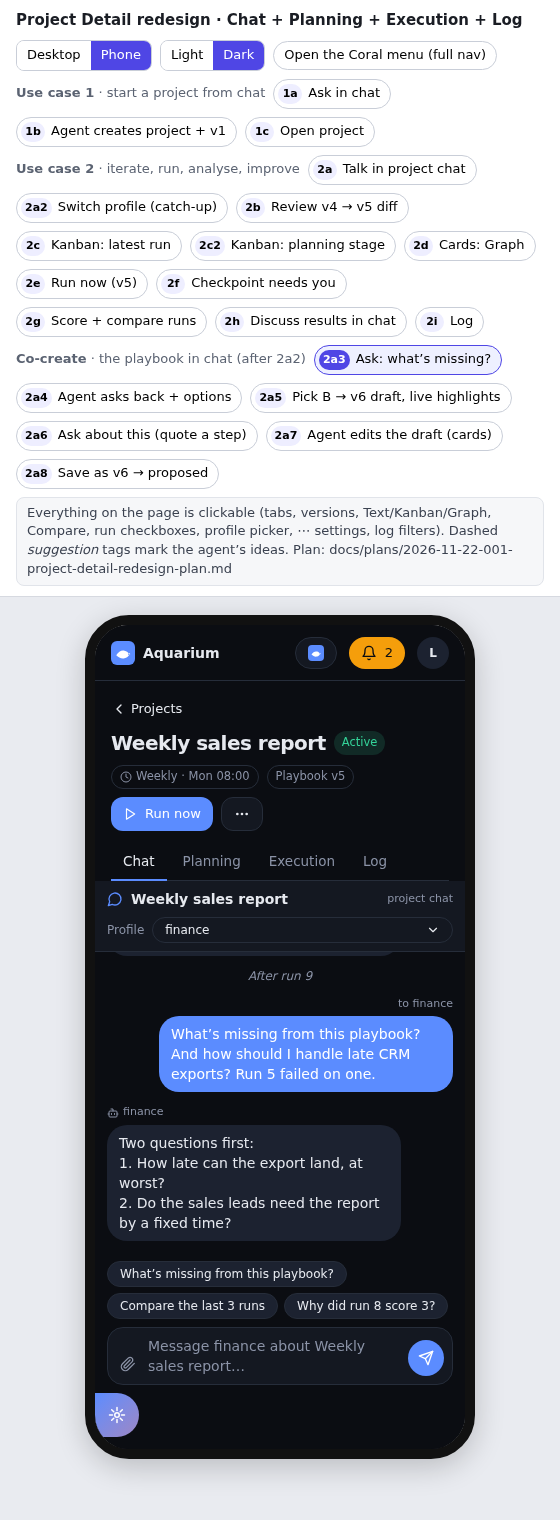 Project Detail redesign · Chat + Planning + Execution + Log
Desktop Phone Light Dark Open the Coral menu (full nav)
Use case 1 · start a project from chat 1a Ask in chat
1b Agent creates project + v1 1c Open project
Use case 2 · iterate, run, analyse, improve 2a Talk in project chat
2a2 Switch profile (catch-up) 2b Review v4 → v5 diff
2c Kanban: latest run 2c2 Kanban: planning stage 2d Cards: Graph
2e Run now (v5) 2f Checkpoint needs you
2g Score + compare runs 2h Discuss results in chat 2i Log
Co-create · the playbook in chat (after 2a2) 2a3 Ask: what’s missing?
2a4 Agent asks back + options 2a5 Pick B → v6 draft, live highlights
2a6 Ask about this (quote a step) 2a7 Agent edits the draft (cards)
2a8 Save as v6 → proposed
Everything on the page is clickable (tabs, versions, Text/Kanban/Graph,
Compare, run checkboxes, profile picker, ··· settings, log filters). Dashed
suggestion tags mark the agent’s ideas. Plan: docs/plans/2026-11-22-001-
project-detail-redesign-plan.md
Aquarium 2 L
Projects
Weekly sales report Active
Weekly · Mon 08:00 Playbook v5
Run now
Chat Planning Execution Log
Weekly sales report project chat
Profile finance
After run 9
to finance
What’s missing from this playbook?
And how should I handle late CRM
exports? Run 5 failed on one.
finance
Two questions first:
1. How late can the export land, at
worst?
2. Do the sales leads need the report
by a fixed time?
What’s missing from this playbook?
Compare the last 3 runs Why did run 8 score 3?
Message finance about Weekly
sales report…